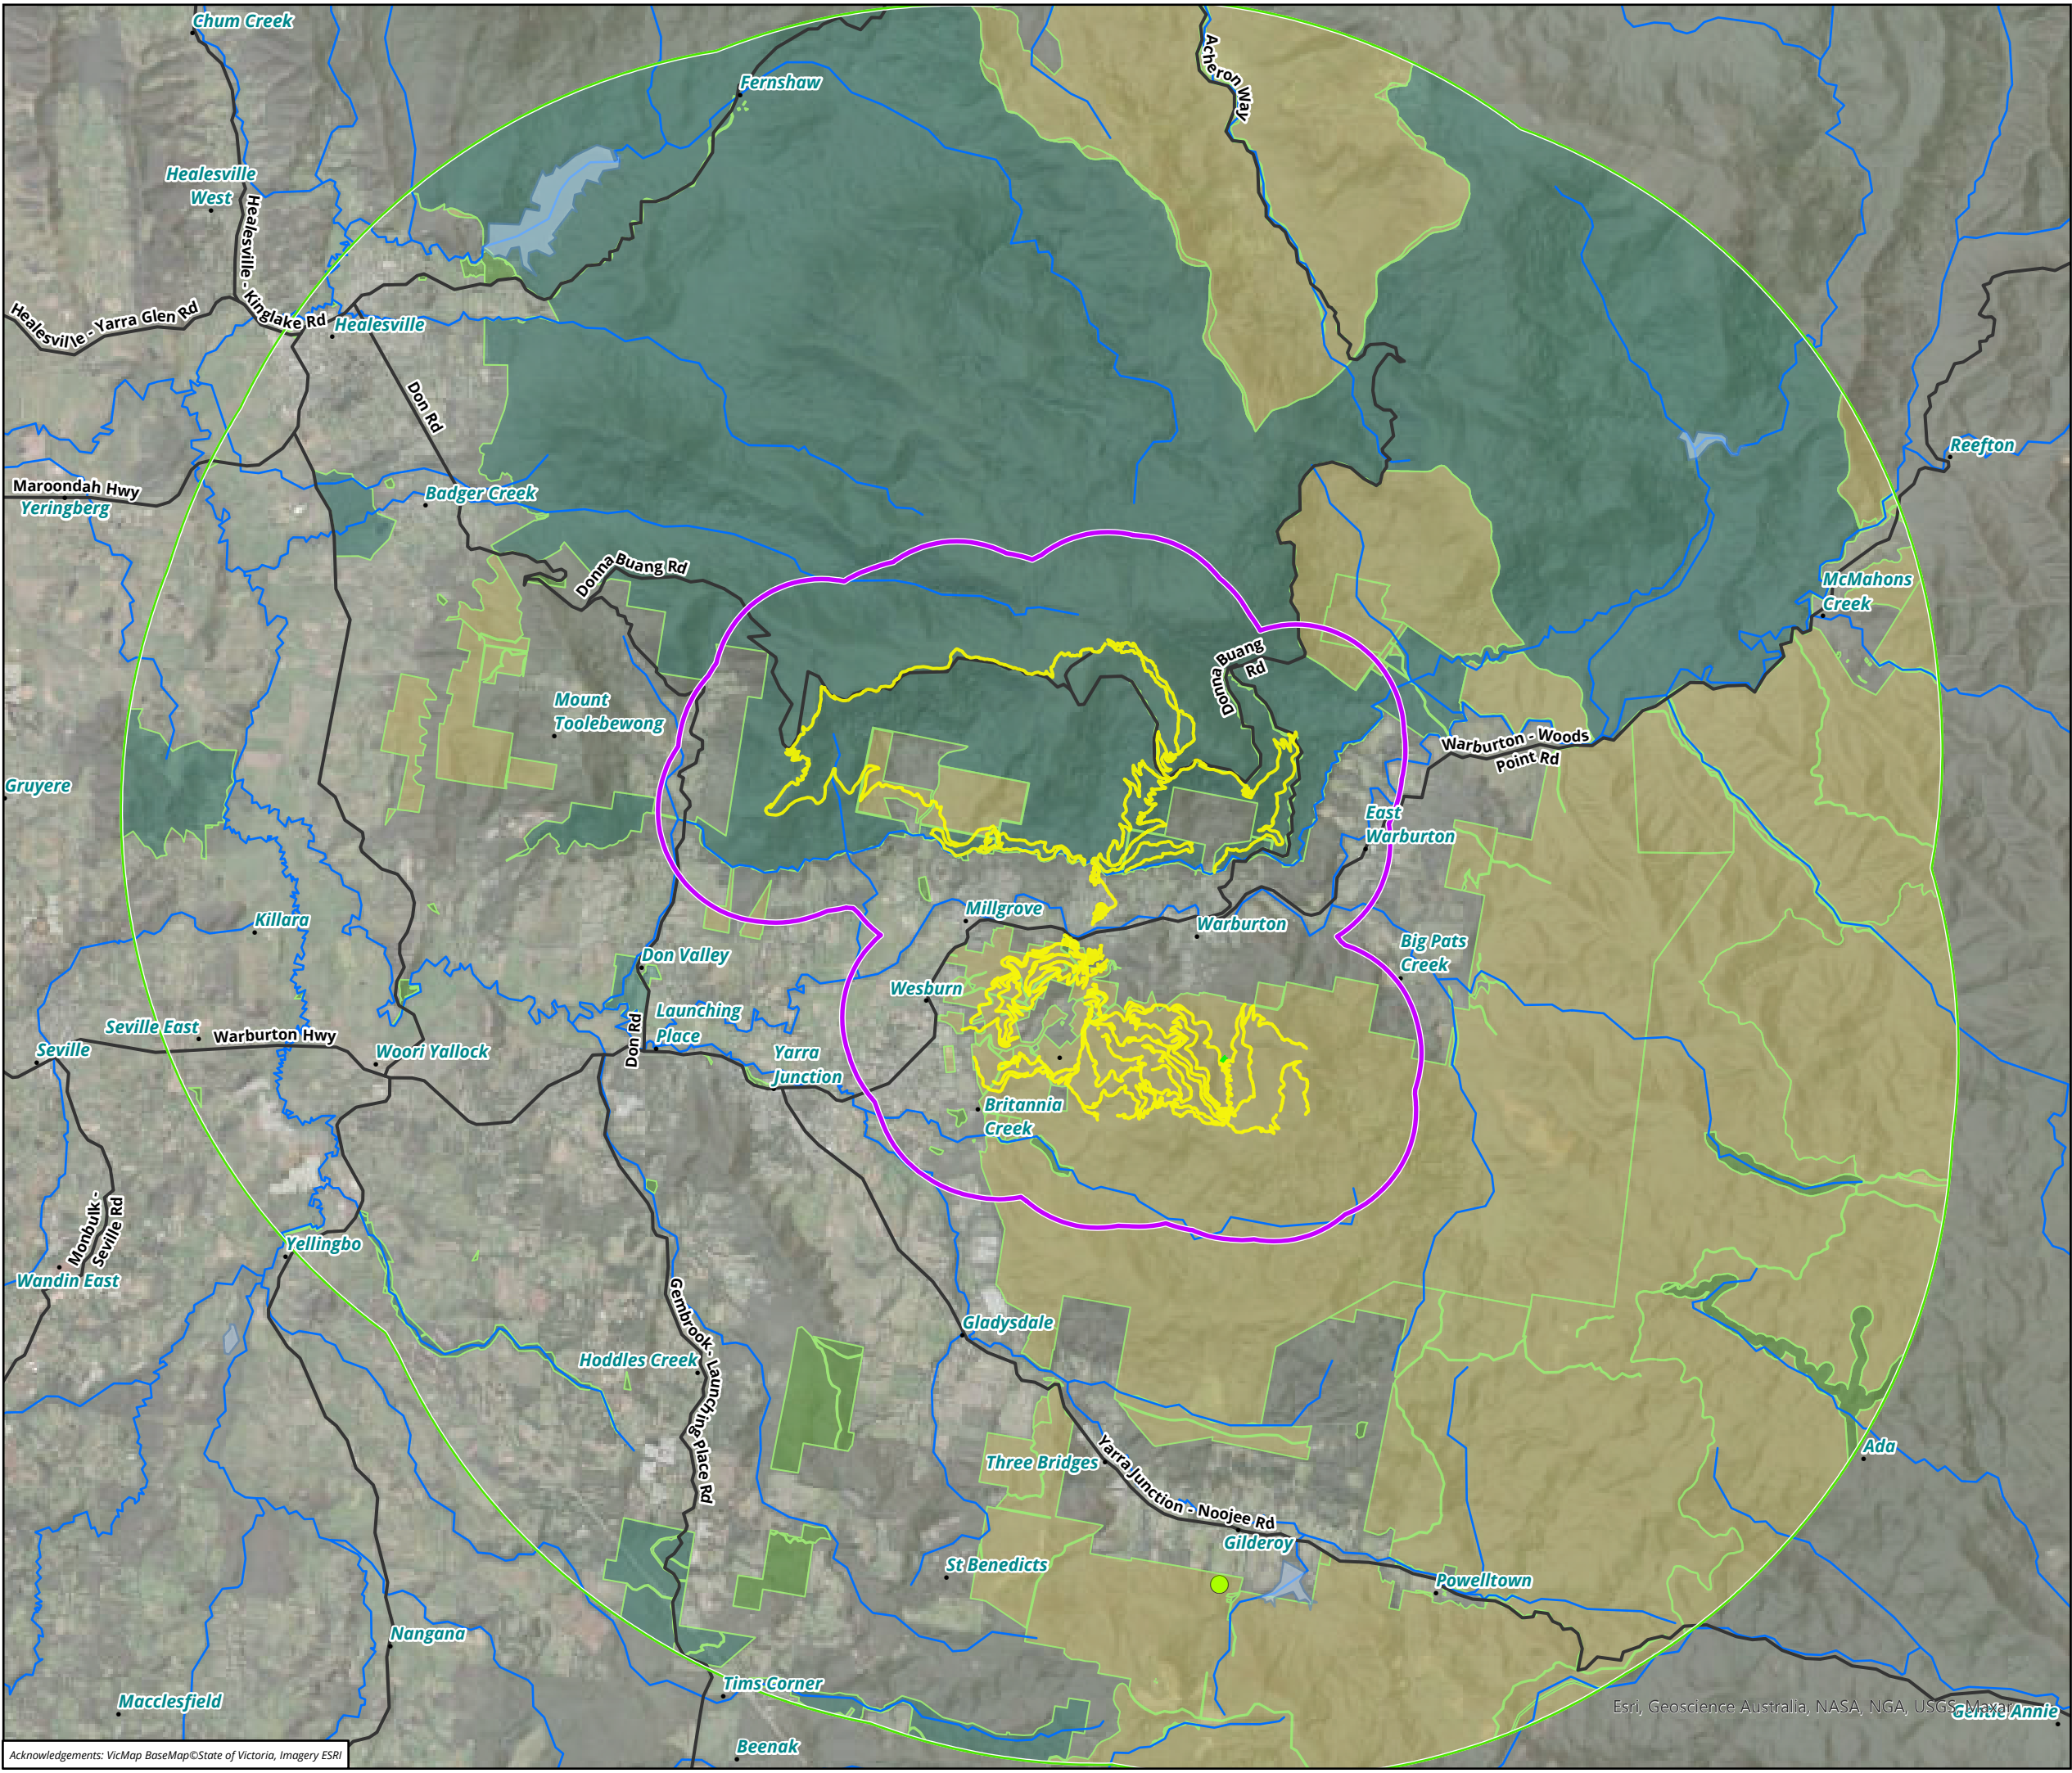 Chum Creek
Fernshaw
Acheron Way
Healesville
West
Healesville - Kinglake Rd
Healesville - Yarra Glen Rd
Healesville
Don Rd
Reefton
Maroondah Hwy
Yeringberg
Badger Creek
Donna Buang Rd
McMahons
Creek
Donna Buang
Rd
Mount
Toolebewong
Warburton - Woods
Point Rd
Gruyere
East
Warburton
Killara
Millgrove
Warburton
Big Pats
Creek
Don Valley
Wesburn
Launching
Place
Seville East
Warburton Hwy
Don Rd
Seville
Woori Yallock
Yarra
Junction
Britannia
Creek
Monbulk -
Seville Rd
Yellingbo
Wandin East
Gembrook - Launching Place Rd
Gladysdale
Hoddles Creek
Ada
Three Bridges
Yarra Junction - Noojee Rd
Gilderoy
St Benedicts
Powelltown
Nangana
Tims Corner
Macclesfield
Esri, Geoscience Australia, NASA, NGA, USGS, Maxar
Gentle Annie
Beenak
Acknowledgements: VicMap BaseMap©State of Victoria, Imagery ESRI